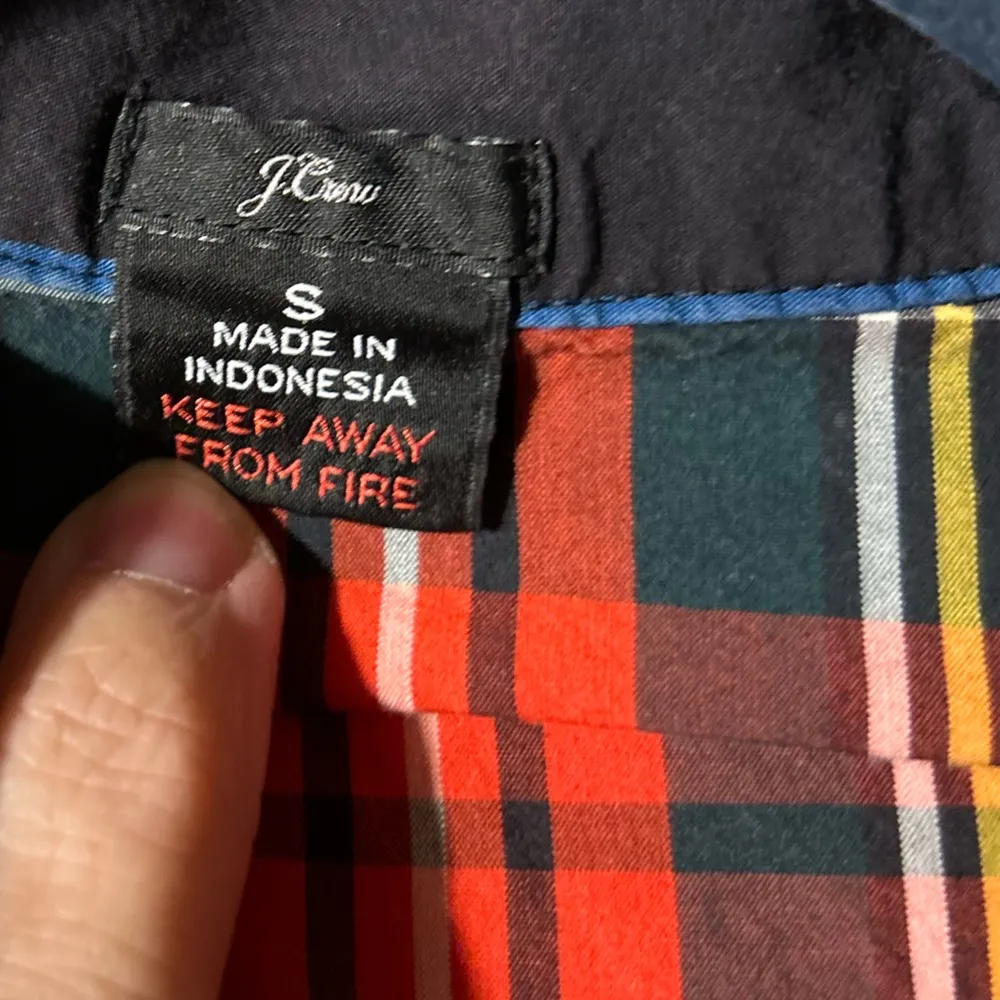 J.Crew
S
MADE IN
INDONESIA
KEEP AWAY
FROM FIRE